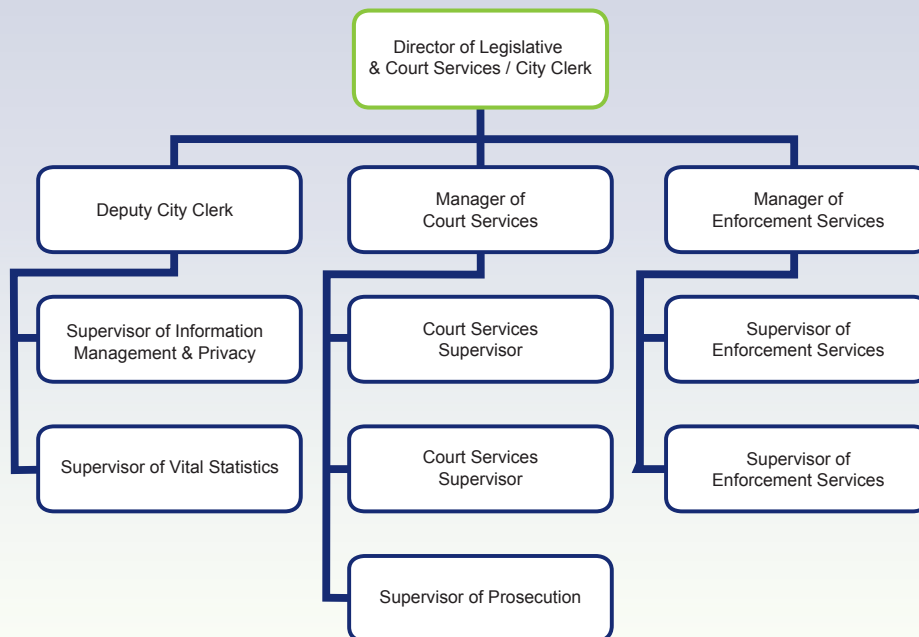 Director of Legislative
& Court Services / City Clerk
Deputy City Clerk
Manager of
Court Services
Manager of
Enforcement Services
Supervisor of Information
Management & Privacy
Court Services
Supervisor
Supervisor of
Enforcement Services
Supervisor of Vital Statistics
Court Services
Supervisor
Supervisor of
Enforcement Services
Supervisor of Prosecution